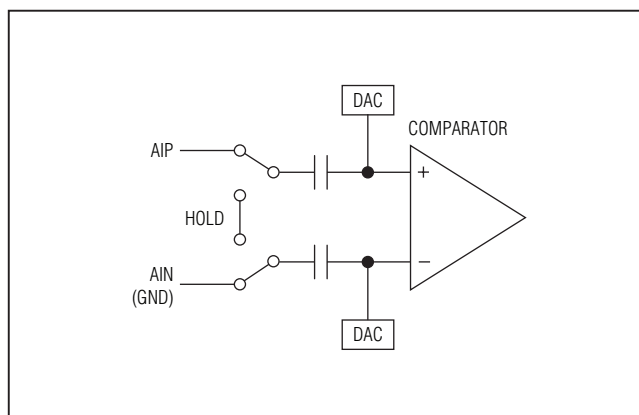 DAC
COMPARATOR
AIP
+
HOLD
AIN
(GND)
−
DAC